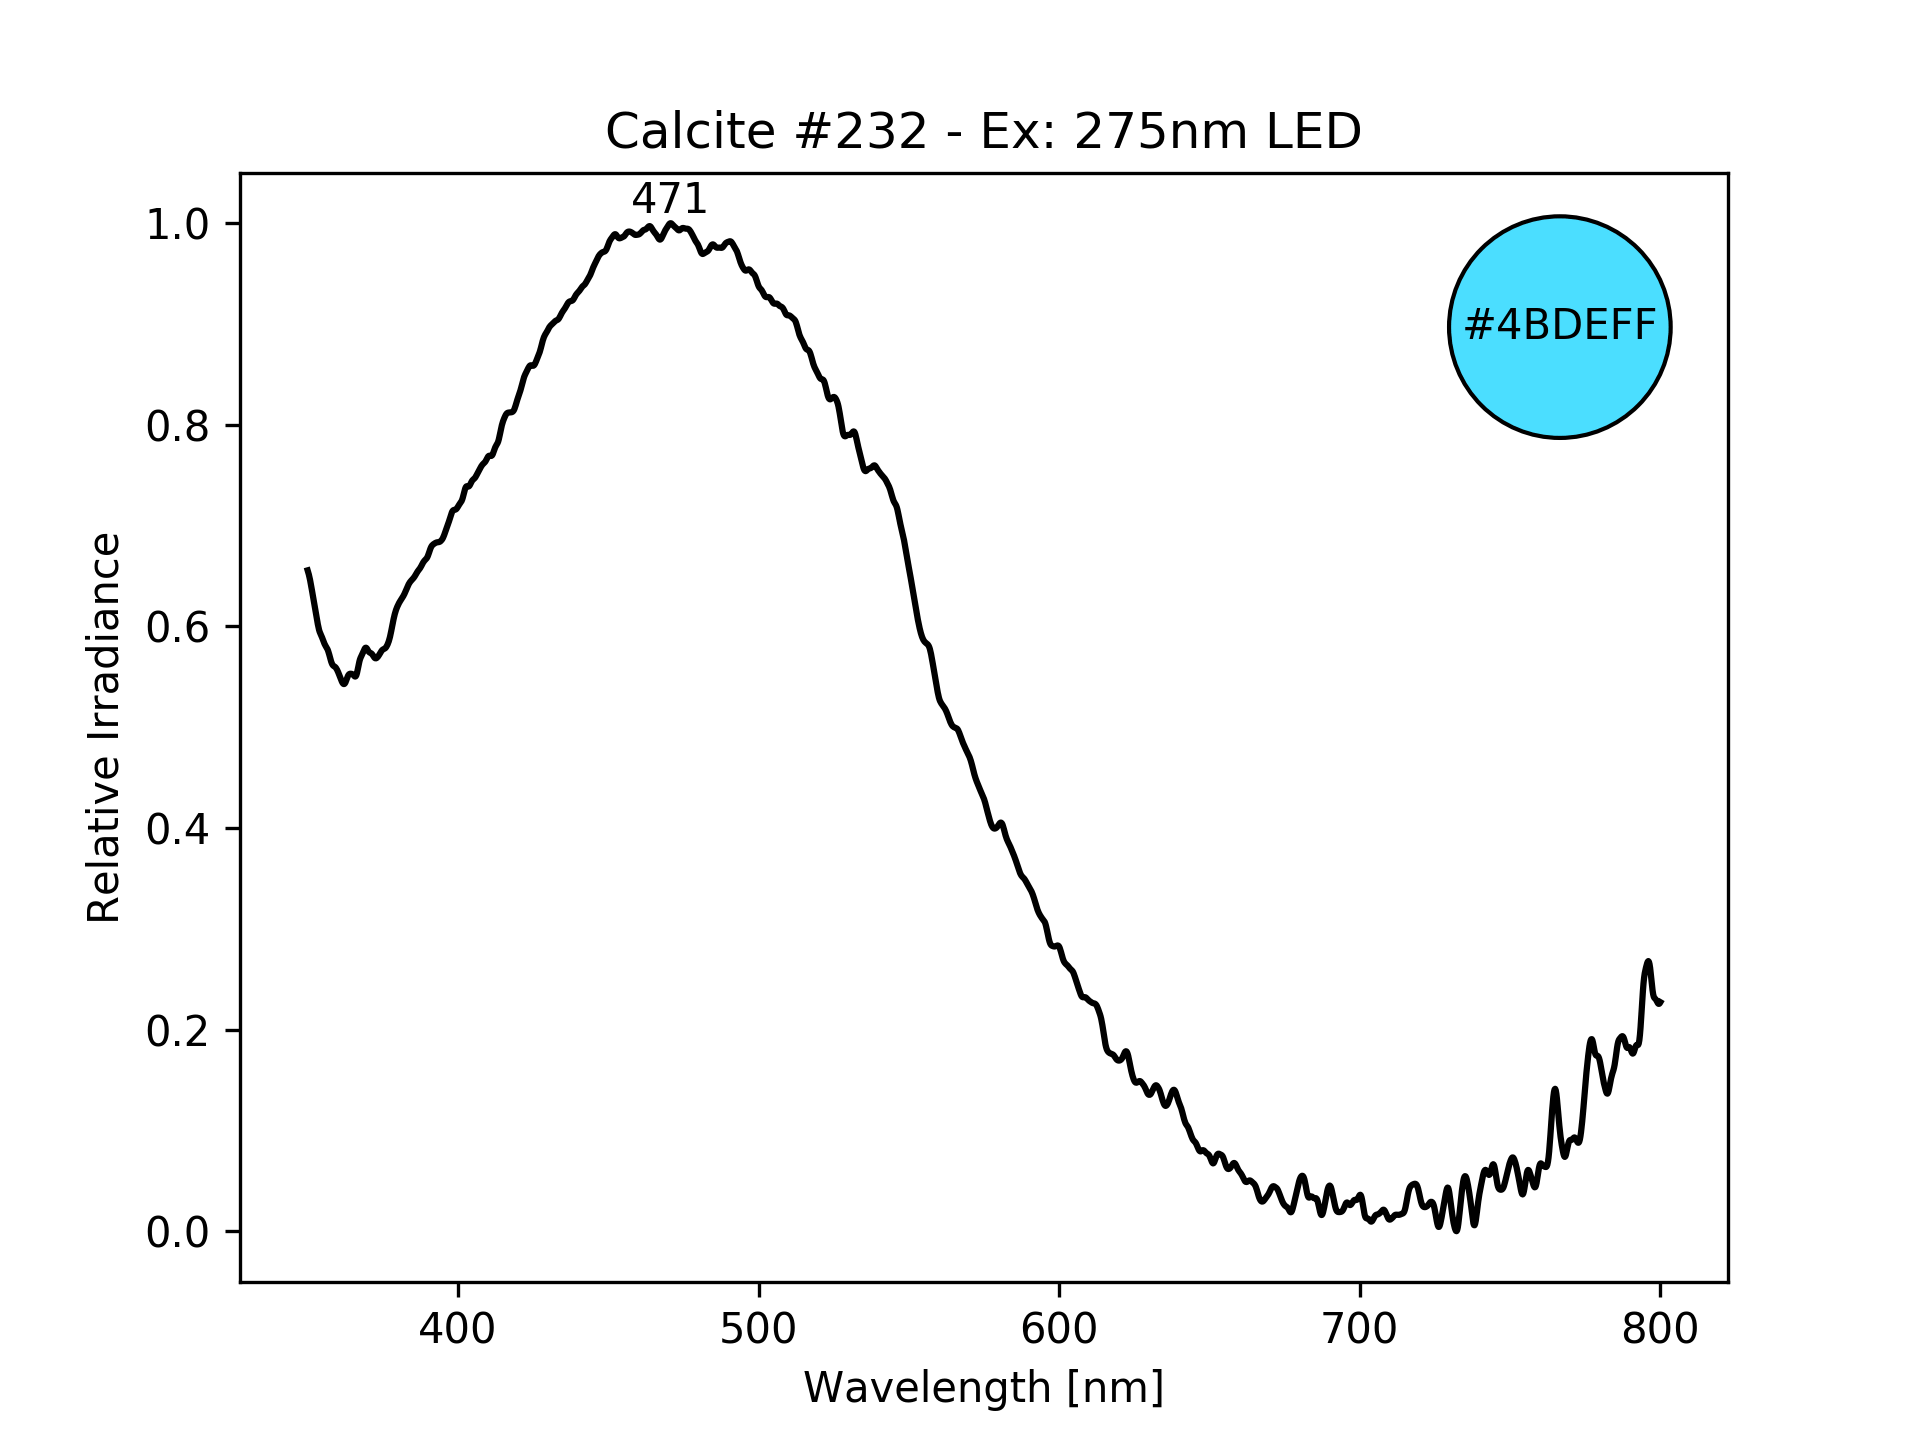 Calcite #232 - Ex: 275nm LED
471
#4BDEFF
1.0
0.8
0.6
0.4
0.2
0.0
Relative Irradiance
400 500 600 700 800
Wavelength [nm]